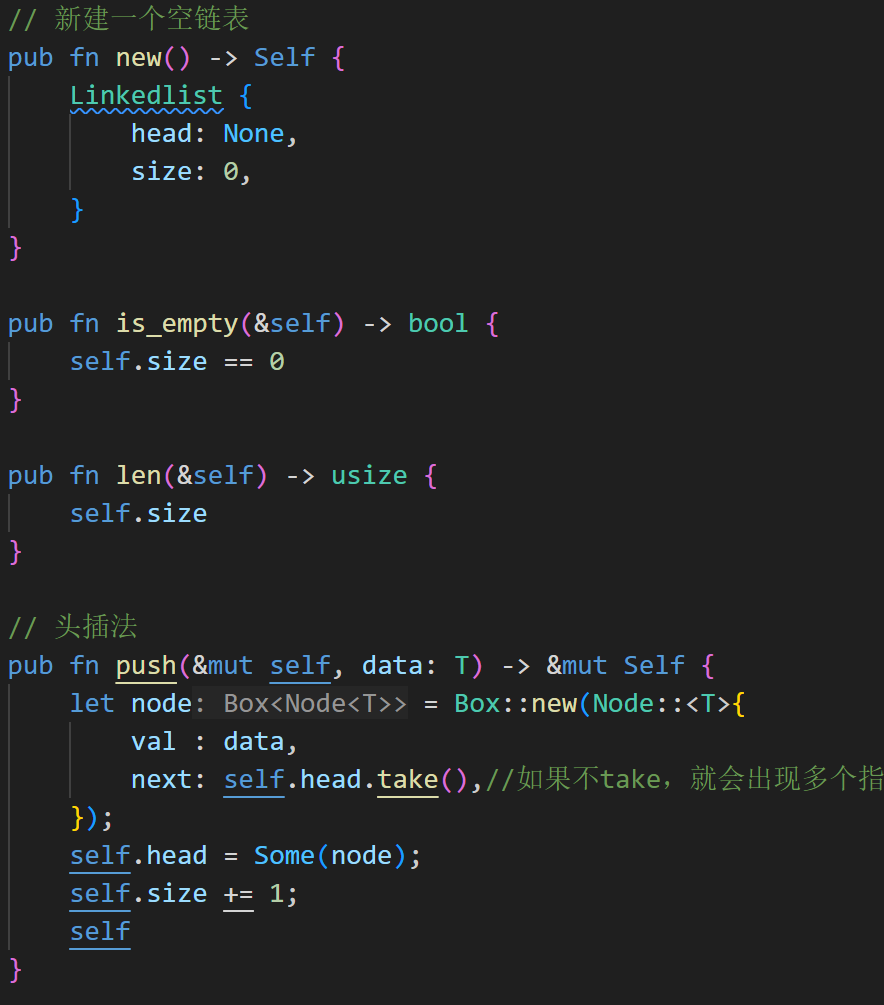 // 新建一个空链表
pub fn new() -> Self {
    Linkedlist {
        head: None,
        size: 0,
    }
}

pub fn is_empty(&self) -> bool {
    self.size == 0
}

pub fn len(&self) -> usize {
    self.size
}

// 头插法
pub fn push(&mut self, data: T) -> &mut Self {
    let node: Box<Node<T>> = Box::new(Node::<T>{
        val : data,
        next: self.head.take(),//如果不take，就会出现多个指
    });
    self.head = Some(node);
    self.size += 1;
    self
}